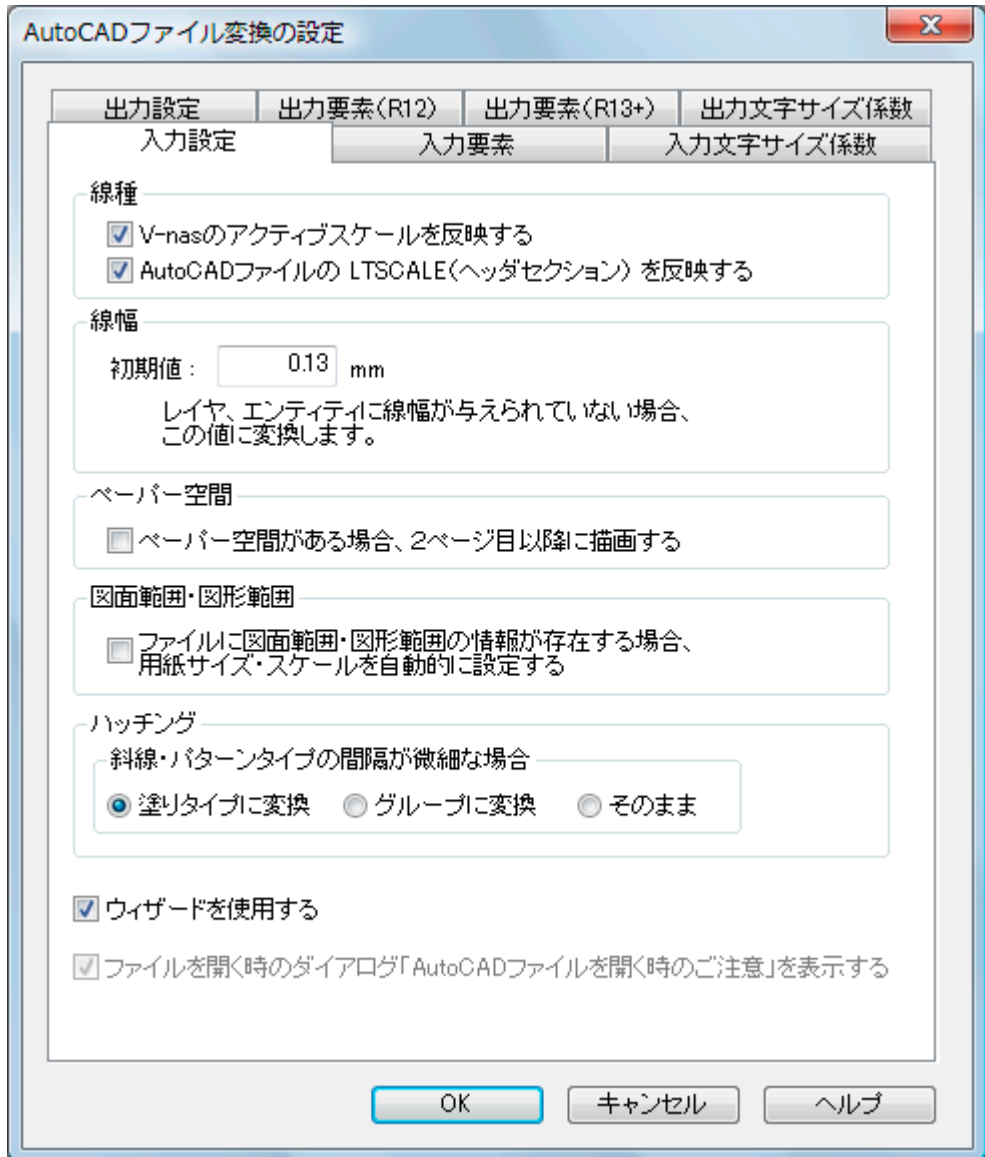 AutoCADファイル変換の設定
出力設定
出力要素(R12)
出力要素(R13+)
出力文字サイズ係数
入力設定
入力要素
入力文字サイズ係数
線種
V-nasのアクティブスケールを反映する
AutoCADファイルの LTSCALE(ヘッダセクション) を反映する
線幅
初期値: 0.13 mm
レイヤ、エンティティに線幅が与えられていない場合、
この値に変換します。
ペーパー空間
ペーパー空間がある場合、2ページ目以降に描画する
図面範囲・図形範囲
ファイルに図面範囲・図形範囲の情報が存在する場合、
用紙サイズ・スケールを自動的に設定する
ハッチング
斜線・パターンタイプの間隔が微細な場合
塗りタイプに変換
グループに変換
そのまま
ウィザードを使用する
ファイルを開く時のダイアログ「AutoCADファイルを開く時のご注意」を表示する
OK
キャンセル
ヘルプ